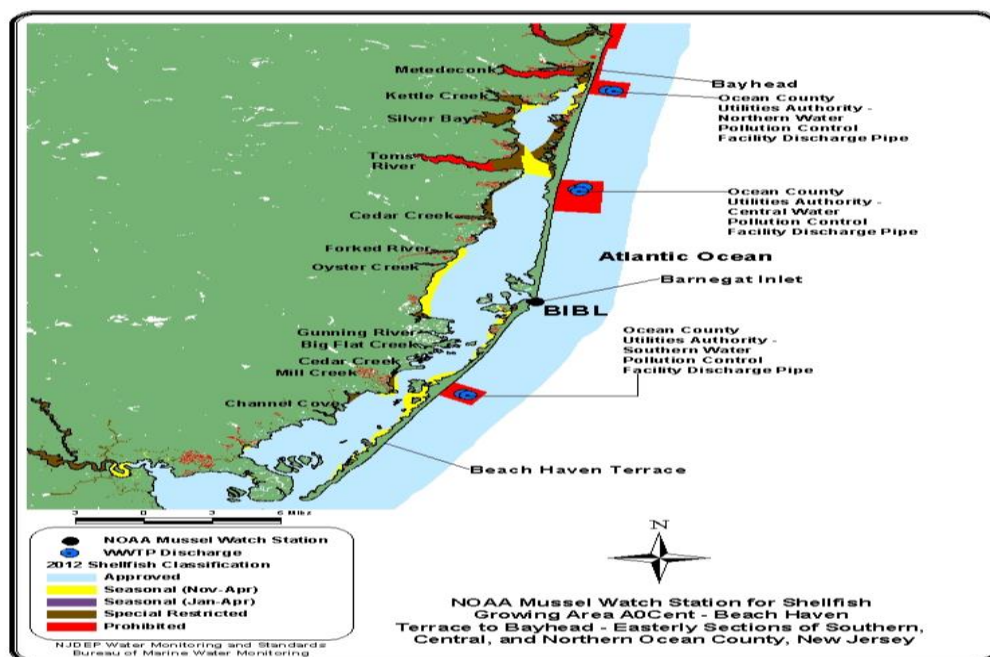 Metedeconk
Kettle Creek
Silver Bay
Toms
River
Cedar Creek
Forked River
Oyster Creek
Gunning River
Big Flat Creek
Cedar Creek
Mill Creek
Channel Cove
Bayhead
Ocean County
Utilities Authority -
Northern Water
Pollution Control
Facility Discharge Pipe
Ocean County
Utilities Authority -
Central Water
Pollution Control
Facility Discharge Pipe
Atlantic Ocean
Barnegat Inlet
BIBL
Ocean County
Utilities Authority -
Southern Water
Pollution Control
Facility Discharge Pipe
Beach Haven Terrace
3 0 3 6 Miles
NOAA Mussel Watch Station
WWTP Discharge
2012 Shellfish Classification
Approved
Seasonal (Nov-Apr)
Seasonal (Jan-Apr)
Special Restricted
Prohibited
NJDEP Water Monitoring and Standards
Bureau of Marine Water Monitoring
N
NOAA Mussel Watch Station for Shellfish
Growing Area A0Cent - Beach Haven
Terrace to Bayhead - Easterly Sections of Southern,
Central, and Northern Ocean County, New Jersey